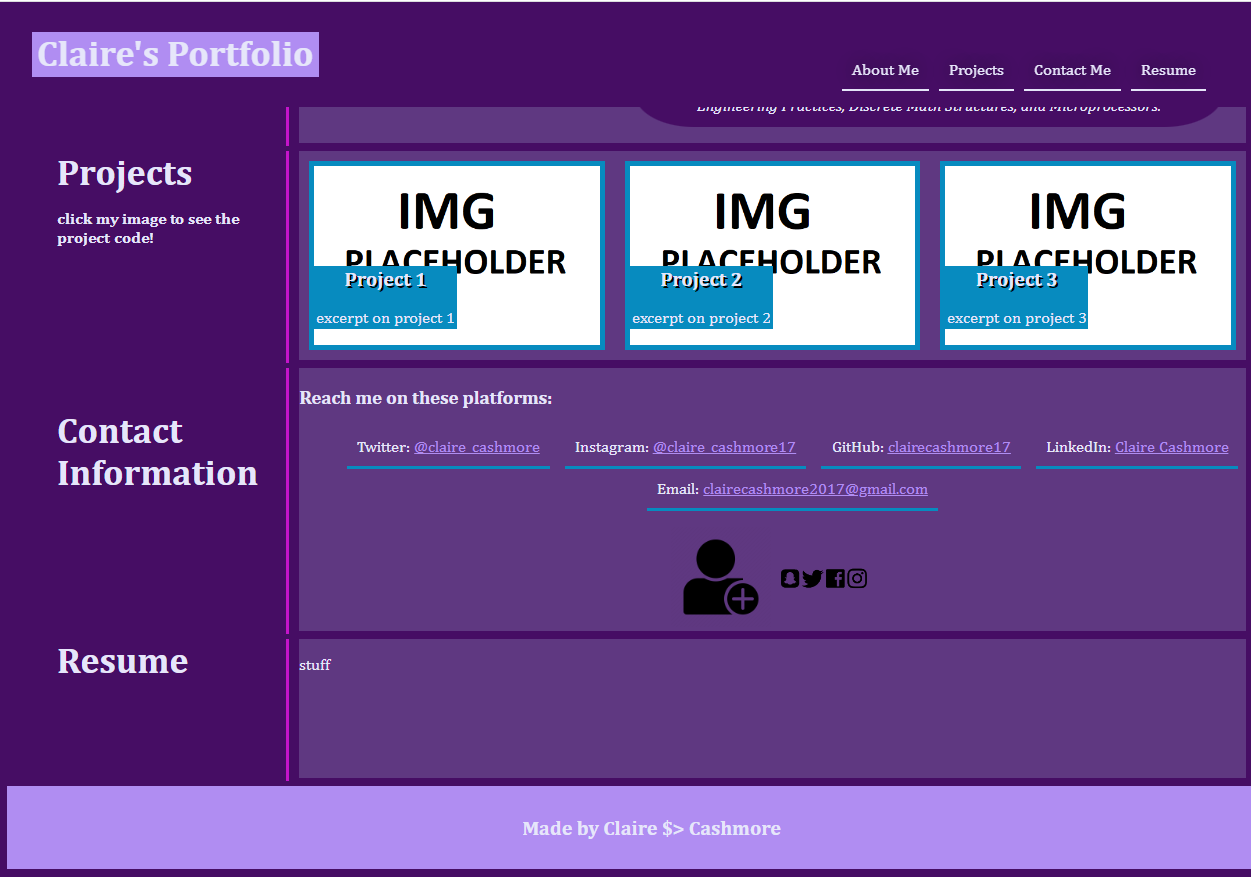 Claire's Portfolio
About Me Projects Contact Me Resume
Engineering Practices, Discrete Math Structures, and Microprocessors.
Projects
click my image to see the
project code!
IMG
PLACEHOLDER
Project 1
excerpt on project 1
IMG
PLACEHOLDER
Project 2
excerpt on project 2
IMG
PLACEHOLDER
Project 3
excerpt on project 3
Contact
Information
Reach me on these platforms:
Twitter: @claire_cashmore Instagram: @claire_cashmore17 GitHub: clairecashmore17 LinkedIn: Claire Cashmore
Email: clairecashmore2017@gmail.com
Resume
stuff
Made by Claire $> Cashmore